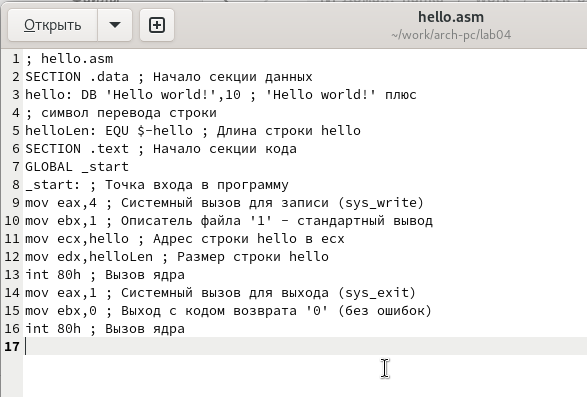 Открыть
hello.asm
~/work/arch-pc/lab04
1 ; hello.asm
2 SECTION .data ; Начало секции данных
3 hello: DB 'Hello world!',10 ; 'Hello world!' плюс
4 ; символ перевода строки
5 helloLen: EQU $-hello ; Длина строки hello
6 SECTION .text ; Начало секции кода
7 GLOBAL _start
8 _start: ; Точка входа в программу
9 mov eax,4 ; Системный вызов для записи (sys_write)
10 mov ebx,1 ; Описатель файла '1' - стандартный вывод
11 mov ecx,hello ; Адрес строки hello в ecx
12 mov edx,helloLen ; Размер строки hello
13 int 80h ; Вызов ядра
14 mov eax,1 ; Системный вызов для выхода (sys_exit)
15 mov ebx,0 ; Выход с кодом возврата '0' (без ошибок)
16 int 80h ; Вызов ядра
17